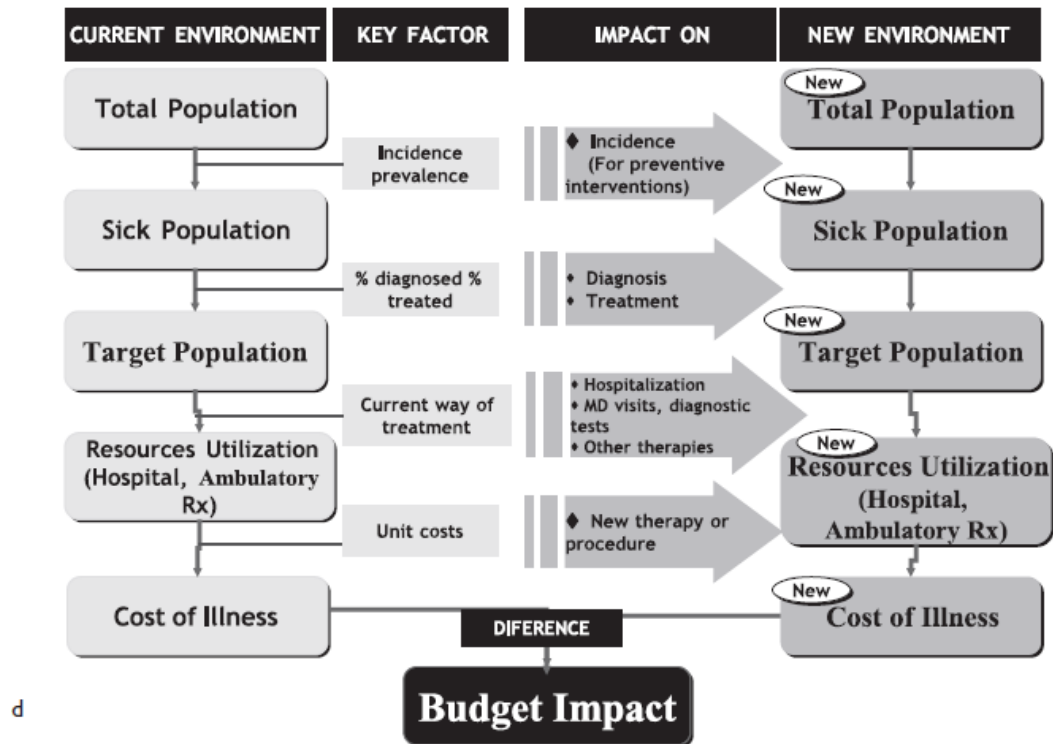 CURRENT ENVIRONMENT
KEY FACTOR
IMPACT ON
NEW ENVIRONMENT
Total Population
Incidence
prevalence
♦ Incidence
(For preventive
interventions)
New
Total Population
Sick Population
% diagnosed %
treated
♦ Diagnosis
♦ Treatment
New
Sick Population
Target Population
Current way of
treatment
♦ Hospitalization
♦ MD visits, diagnostic
tests
♦ Other therapies
New
Target Population
Resources Utilization
(Hospital, Ambulatory
Rx)
Unit costs
♦ New therapy or
procedure
New
Resources Utilization
(Hospital,
Ambulatory Rx)
Cost of Illness
New
Cost of Illness
DIFERENCE
Budget Impact
d